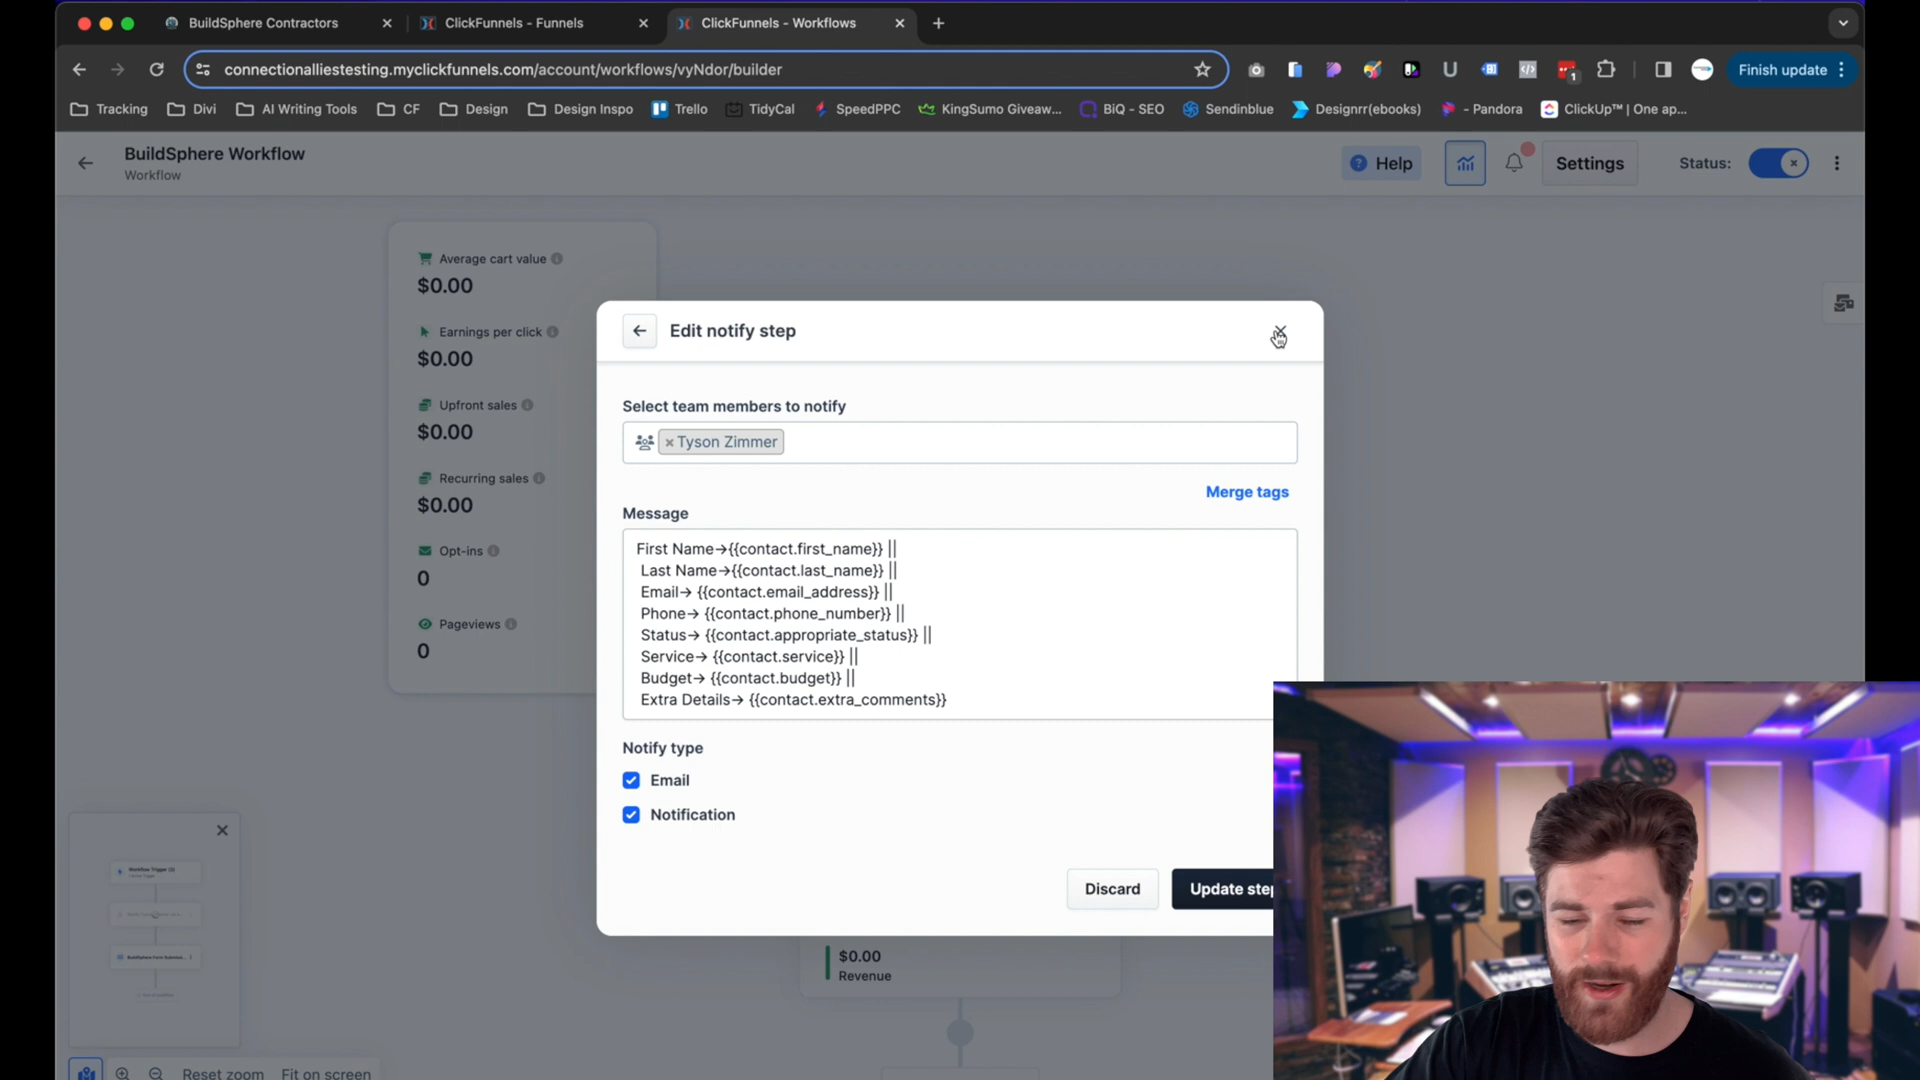 BuildSphere Contractors
ClickFunnels - Funnels
ClickFunnels - Workflows
connectionalliestesting.myclickfunnels.com/account/workflows/vyNdor/builder
1
Finish update
Tracking
Divi
AI Writing Tools
CF
Design
Design Inspo
Trello
TidyCal
SpeedPPC
KingSumo Giveaw...
BiQ - SEO
Sendinblue
Designrr(ebooks)
- Pandora
ClickUp™ | One ap...
BuildSphere Workflow
Workflow
Help
Settings
Status:
Average cart value
$0.00
Earnings per click
$0.00
Upfront sales
$0.00
Recurring sales
$0.00
Opt-ins
0
Pageviews
0
Edit notify step
Select team members to notify
× Tyson Zimmer
Merge tags
Message
First Name→{{contact.first_name}} ||
Last Name→{{contact.last_name}} ||
Email→ {{contact.email_address}} ||
Phone→ {{contact.phone_number}} ||
Status→ {{contact.appropriate_status}} ||
Service→ {{contact.service}} ||
Budget→ {{contact.budget}} ||
Extra Details→ {{contact.extra_comments}}
Notify type
Email
Notification
Discard
Update step
$0.00
Revenue
Workflow Trigger
Reset zoom
Fit on screen